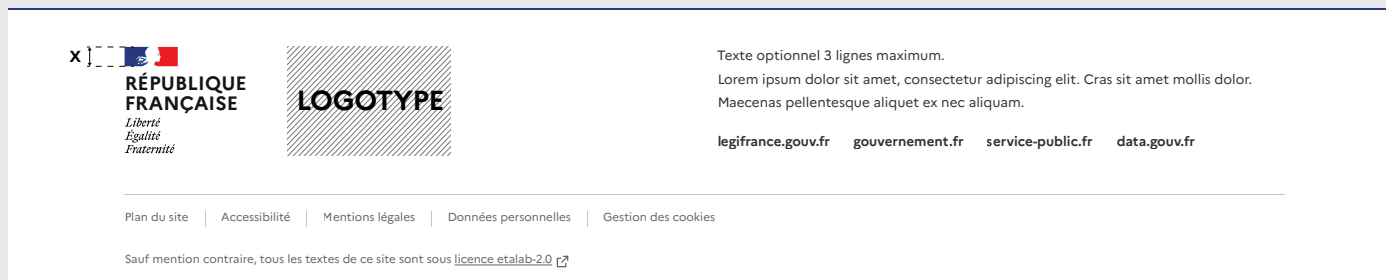 X
RÉPUBLIQUE
FRANÇAISE
Liberté
Égalité
Fraternité
LOGOTYPE
Texte optionnel 3 lignes maximum.
Lorem ipsum dolor sit amet, consectetur adipiscing elit. Cras sit amet mollis dolor.
Maecenas pellentesque aliquet ex nec aliquam.
legifrance.gouv.fr gouvernement.fr service-public.fr data.gouv.fr
Plan du site Accessibilité Mentions légales Données personnelles Gestion des cookies
Sauf mention contraire, tous les textes de ce site sont sous licence etalab-2.0